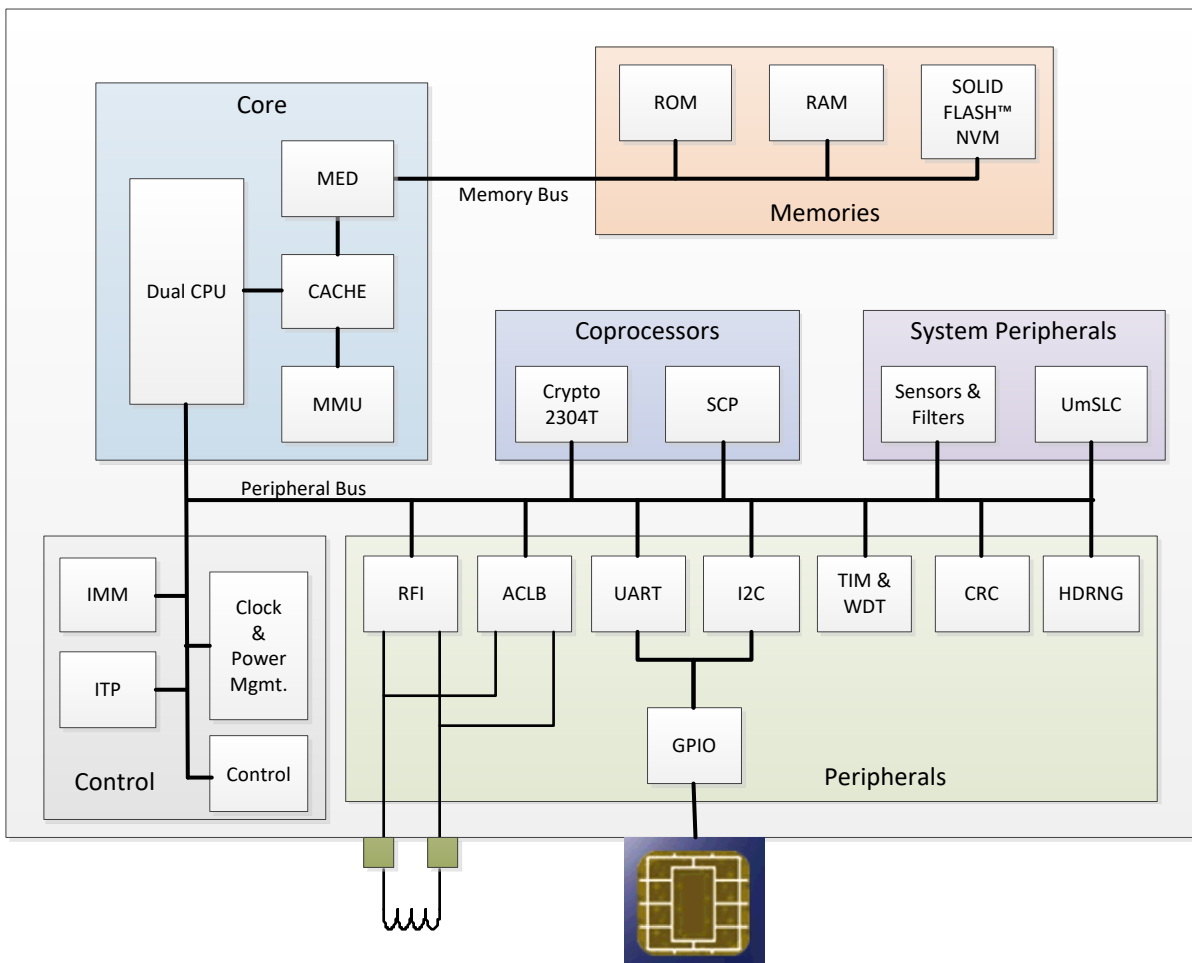 Core
MED
Dual CPU
CACHE
MMU
Memory Bus
ROM
RAM
SOLID
FLASH™
NVM
Memories
Coprocessors
Crypto
2304T
SCP
System Peripherals
Sensors &
Filters
UmSLC
Peripheral Bus
IMM
Clock
&
Power
Mgmt.
ITP
Control
Control
RFI
ACLB
UART
I2C
TIM &
WDT
CRC
HDRNG
GPIO
Peripherals